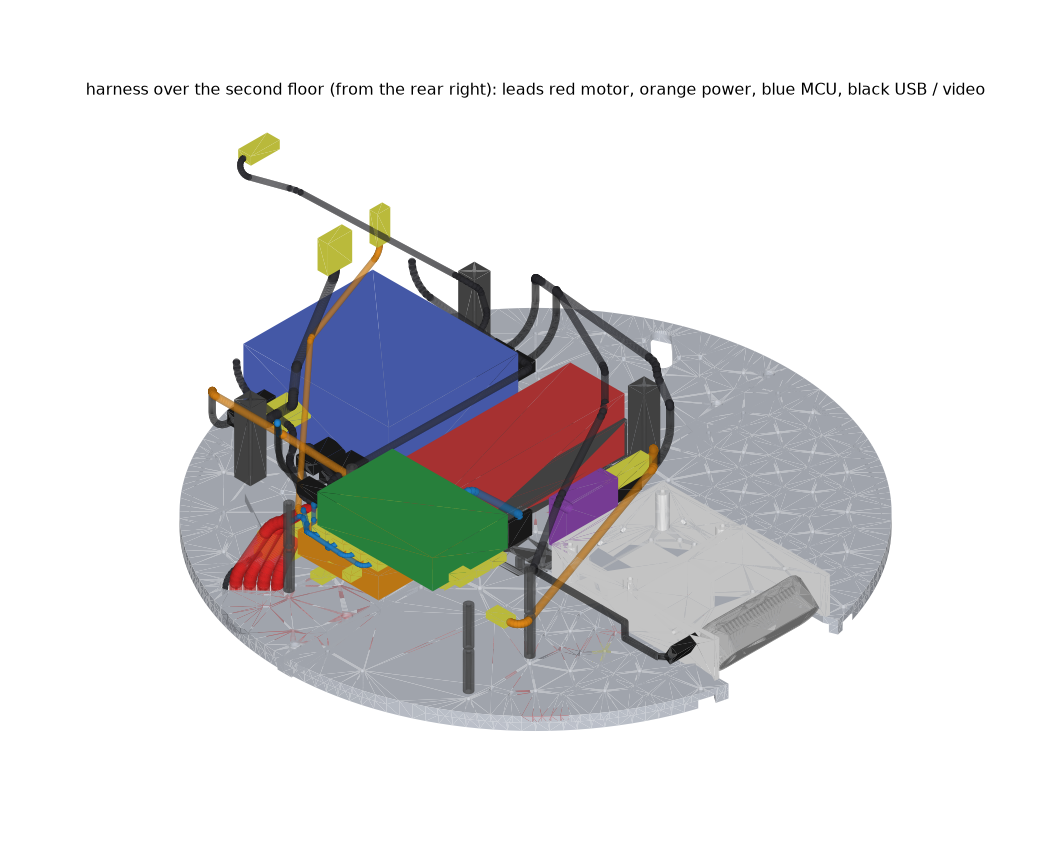 harness over the second floor (from the rear right): leads red motor, orange power, blue MCU, black USB / video